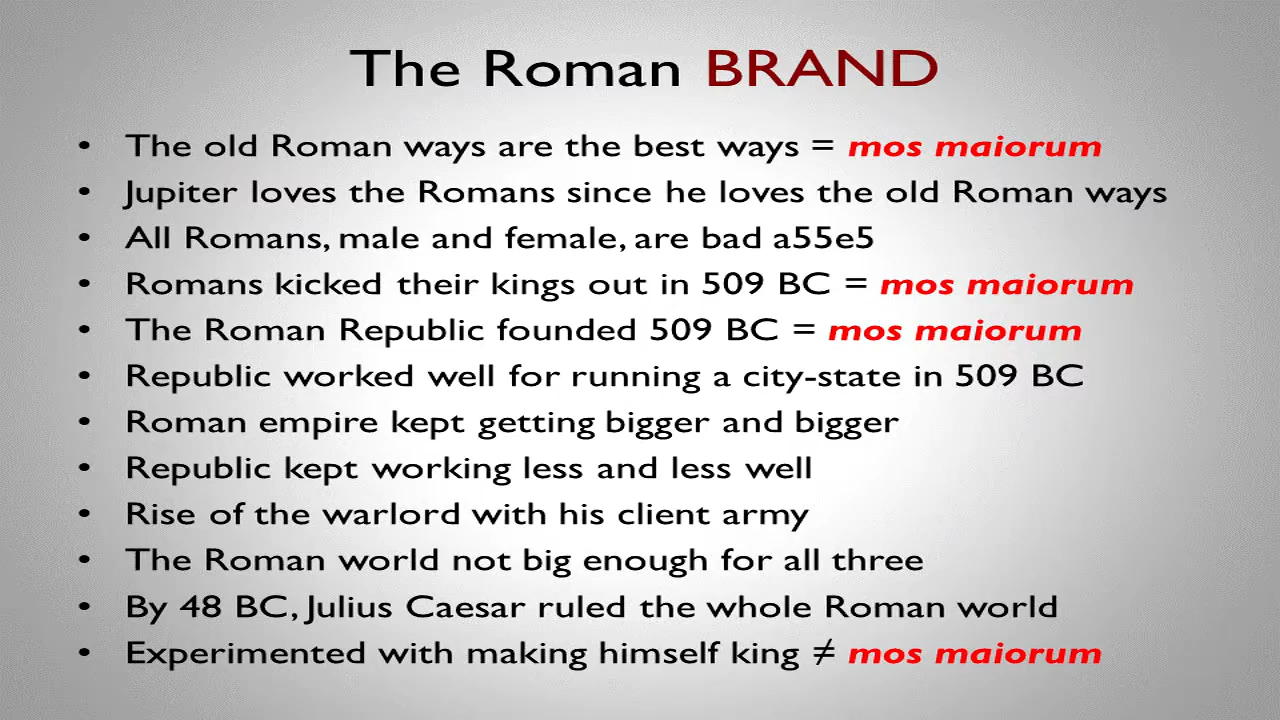 The Roman BRAND
• The old Roman ways are the best ways = mos maiorum
• Jupiter loves the Romans since he loves the old Roman ways
• All Romans, male and female, are bad a55e5
• Romans kicked their kings out in 509 BC = mos maiorum
• The Roman Republic founded 509 BC = mos maiorum
• Republic worked well for running a city-state in 509 BC
• Roman empire kept getting bigger and bigger
• Republic kept working less and less well
• Rise of the warlord with his client army
• The Roman world not big enough for all three
• By 48 BC, Julius Caesar ruled the whole Roman world
• Experimented with making himself king ≠ mos maiorum